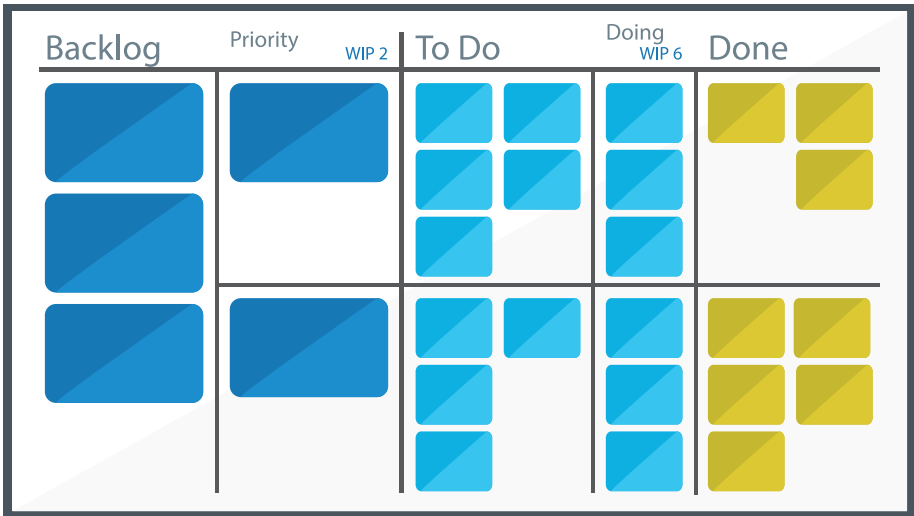 Backlog
Priority
WIP 2
To Do
Doing
WIP 6
Done